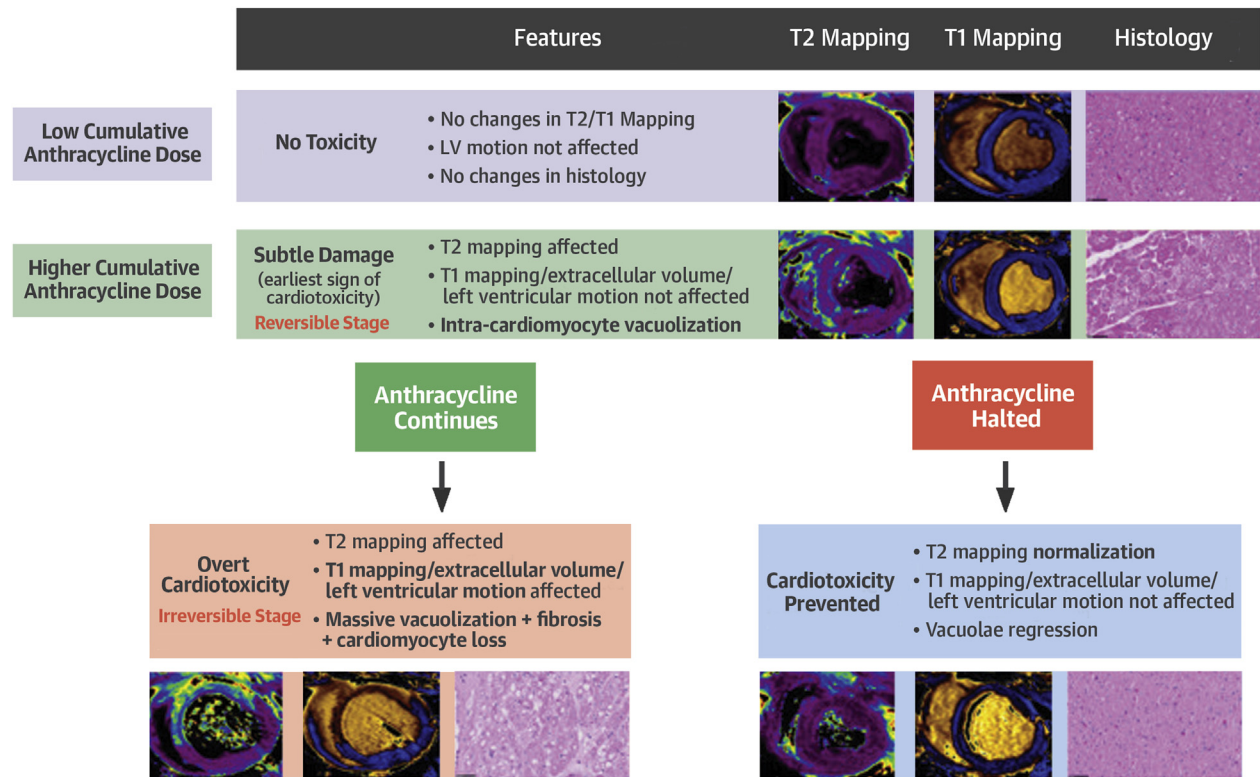 Features T2 Mapping T1 Mapping Histology
Low Cumulative
Anthracycline Dose
No Toxicity
• No changes in T2/T1 Mapping
• LV motion not affected
• No changes in histology
Higher Cumulative
Anthracycline Dose
Subtle Damage
(earliest sign of
cardiotoxicity)
Reversible Stage
• T2 mapping affected
• T1 mapping/extracellular volume/
left ventricular motion not affected
• Intra-cardiomyocyte vacuolization
Anthracycline
Continues
Anthracycline
Halted
Overt
Cardiotoxicity
Irreversible Stage
• T2 mapping affected
• T1 mapping/extracellular volume/
left ventricular motion affected
• Massive vacuolization + fibrosis
+ cardiomyocyte loss
Cardiotoxicity
Prevented
• T2 mapping normalization
• T1 mapping/extracellular volume/
left ventricular motion not affected
• Vacuolae regression